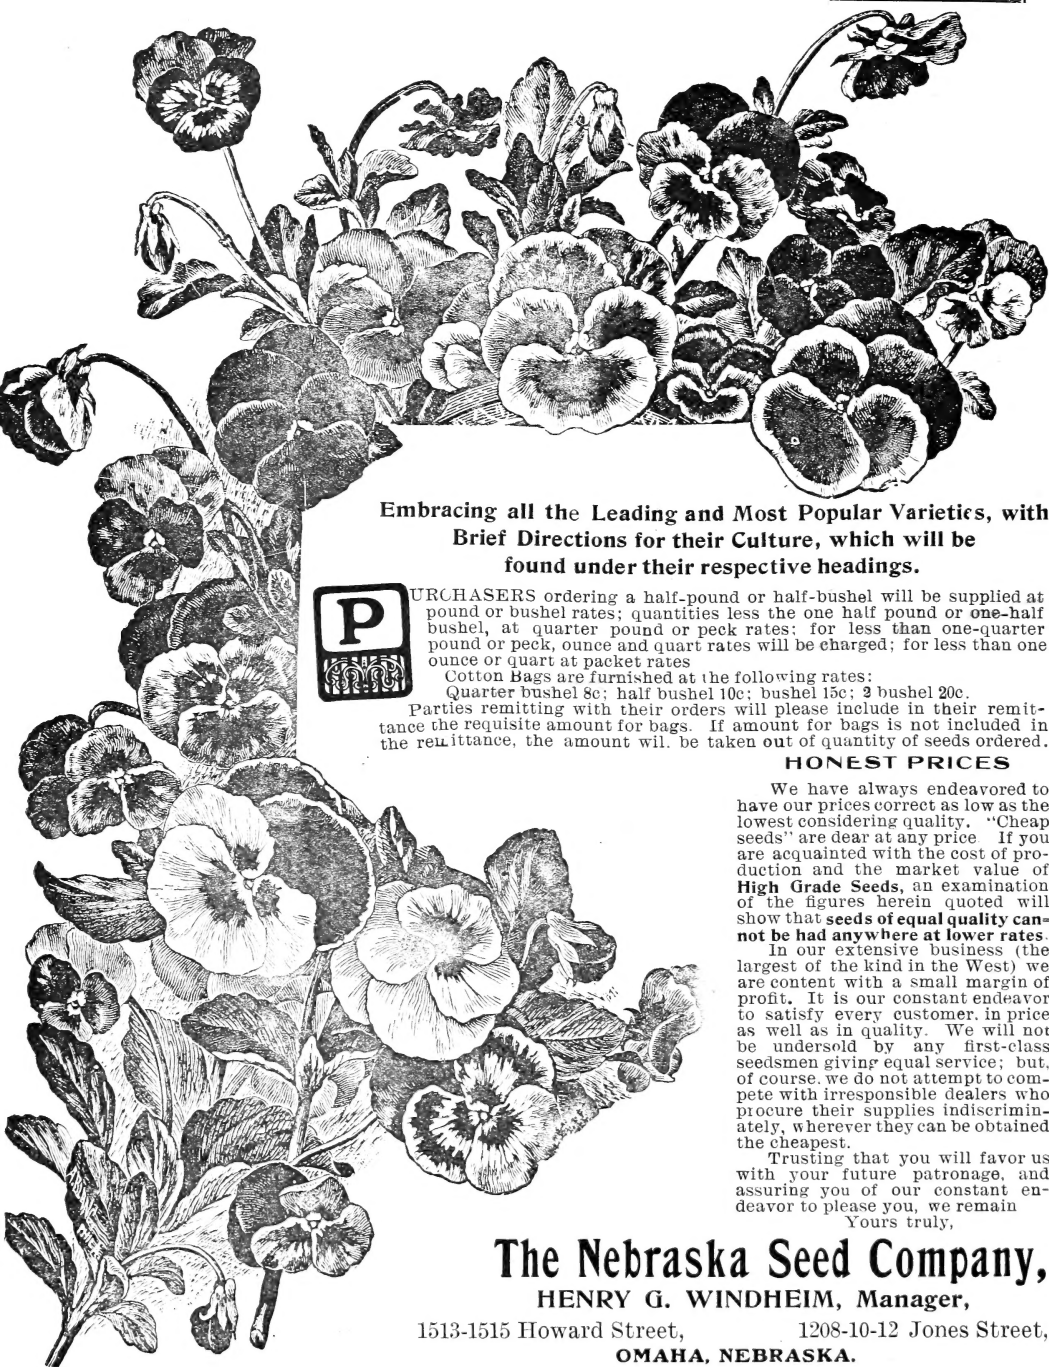 Embracing all the Leading and Most Popular Varieties, with
Brief Directions for their Culture, which will be
found under their respective headings.
PURCHASERS ordering a half-pound or half-bushel will be supplied at
pound or bushel rates; quantities less the one half pound or one-half
bushel, at quarter pound or peck rates; for less than one-quarter
pound or peck, ounce and quart rates will be charged; for less than one
ounce or quart at packet rates
Cotton Bags are furnished at the following rates:
Quarter bushel 8c; half bushel 10c; bushel 15c; 2 bushel 20c.
Parties remitting with their orders will please include in their remit-
tance the requisite amount for bags. If amount for bags is not included in
the remittance, the amount wil. be taken out of quantity of seeds ordered.
HONEST PRICES
We have always endeavored to
have our prices correct as low as the
lowest considering quality. "Cheap
seeds" are dear at any price If you
are acquainted with the cost of pro-
duction and the market value of
High Grade Seeds, an examination
of the figures herein quoted will
show that seeds of equal quality can-
not be had anywhere at lower rates.
In our extensive business (the
largest of the kind in the West) we
are content with a small margin of
profit. It is our constant endeavor
to satisfy every customer, in price
as well as in quality. We will not
be undersold by any first-class
seedsmen giving equal service; but,
of course, we do not attempt to com-
pete with irresponsible dealers who
procure their supplies indiscrimin-
ately, wherever they can be obtained
the cheapest.
Trusting that you will favor us
with your future patronage, and
assuring you of our constant en-
deavor to please you, we remain
Yours truly,
The Nebraska Seed Company,
HENRY G. WINDHEIM, Manager,
1513-1515 Howard Street, 1208-10-12 Jones Street,
OMAHA, NEBRASKA.